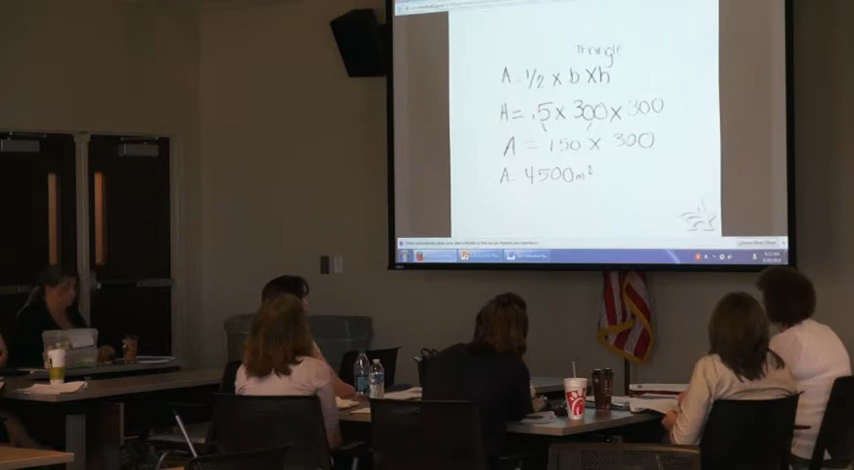 Triangle
A = 1/2 x b x h
A = .5 x 300 x 300
A = 150 x 300
A = 4500m²